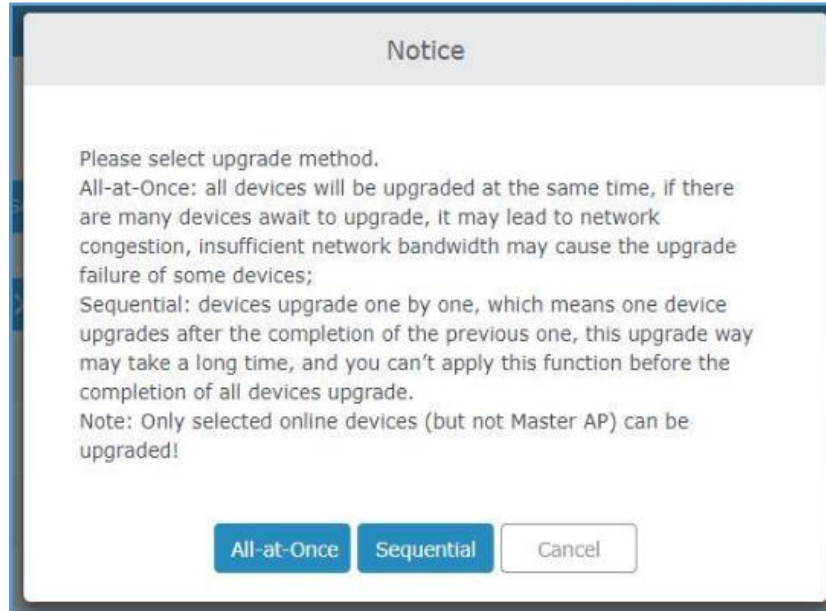 Notice
Please select upgrade method.
All-at-Once: all devices will be upgraded at the same time, if there
are many devices await to upgrade, it may lead to network
congestion, insufficient network bandwidth may cause the upgrade
failure of some devices;
Sequential: devices upgrade one by one, which means one device
upgrades after the completion of the previous one, this upgrade way
may take a long time, and you can't apply this function before the
completion of all devices upgrade.
Note: Only selected online devices (but not Master AP) can be
upgraded!
All-at-Once Sequential Cancel